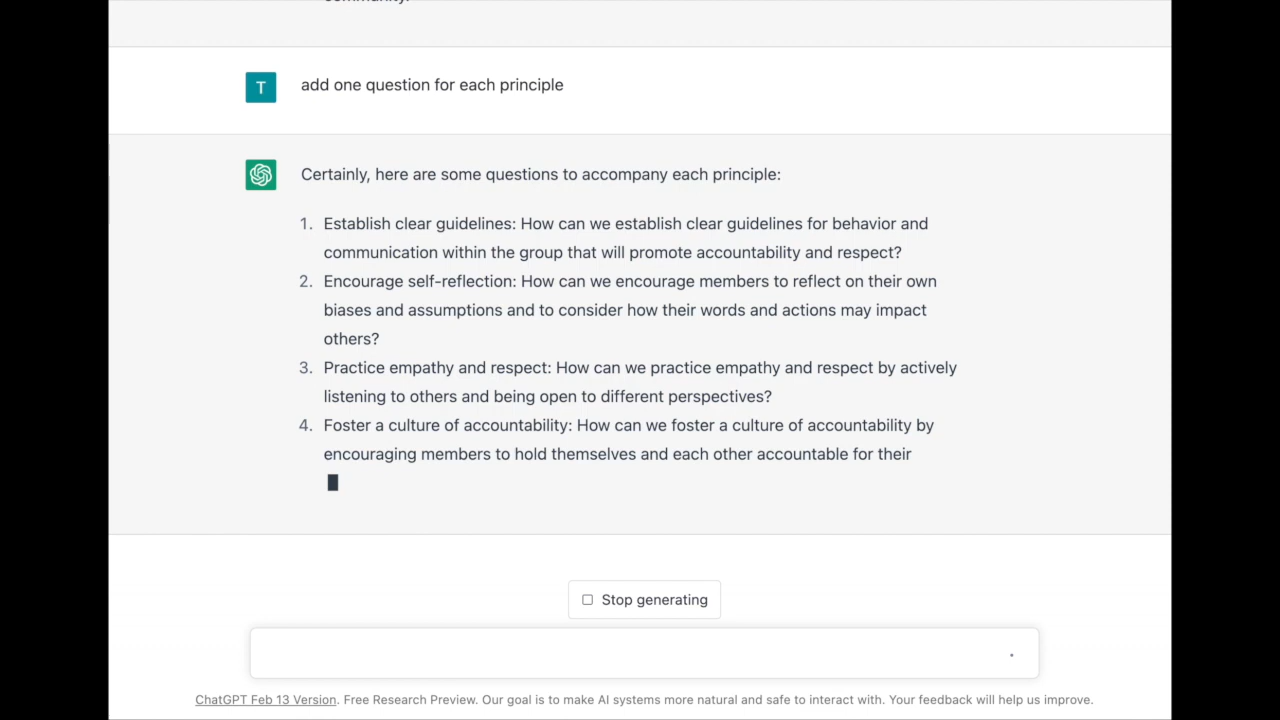 community.
T
add one question for each principle
Certainly, here are some questions to accompany each principle:
1. Establish clear guidelines: How can we establish clear guidelines for behavior and
communication within the group that will promote accountability and respect?
2. Encourage self-reflection: How can we encourage members to reflect on their own
biases and assumptions and to consider how their words and actions may impact
others?
3. Practice empathy and respect: How can we practice empathy and respect by actively
listening to others and being open to different perspectives?
4. Foster a culture of accountability: How can we foster a culture of accountability by
encouraging members to hold themselves and each other accountable for their
Stop generating
ChatGPT Feb 13 Version. Free Research Preview. Our goal is to make AI systems more natural and safe to interact with. Your feedback will help us improve.